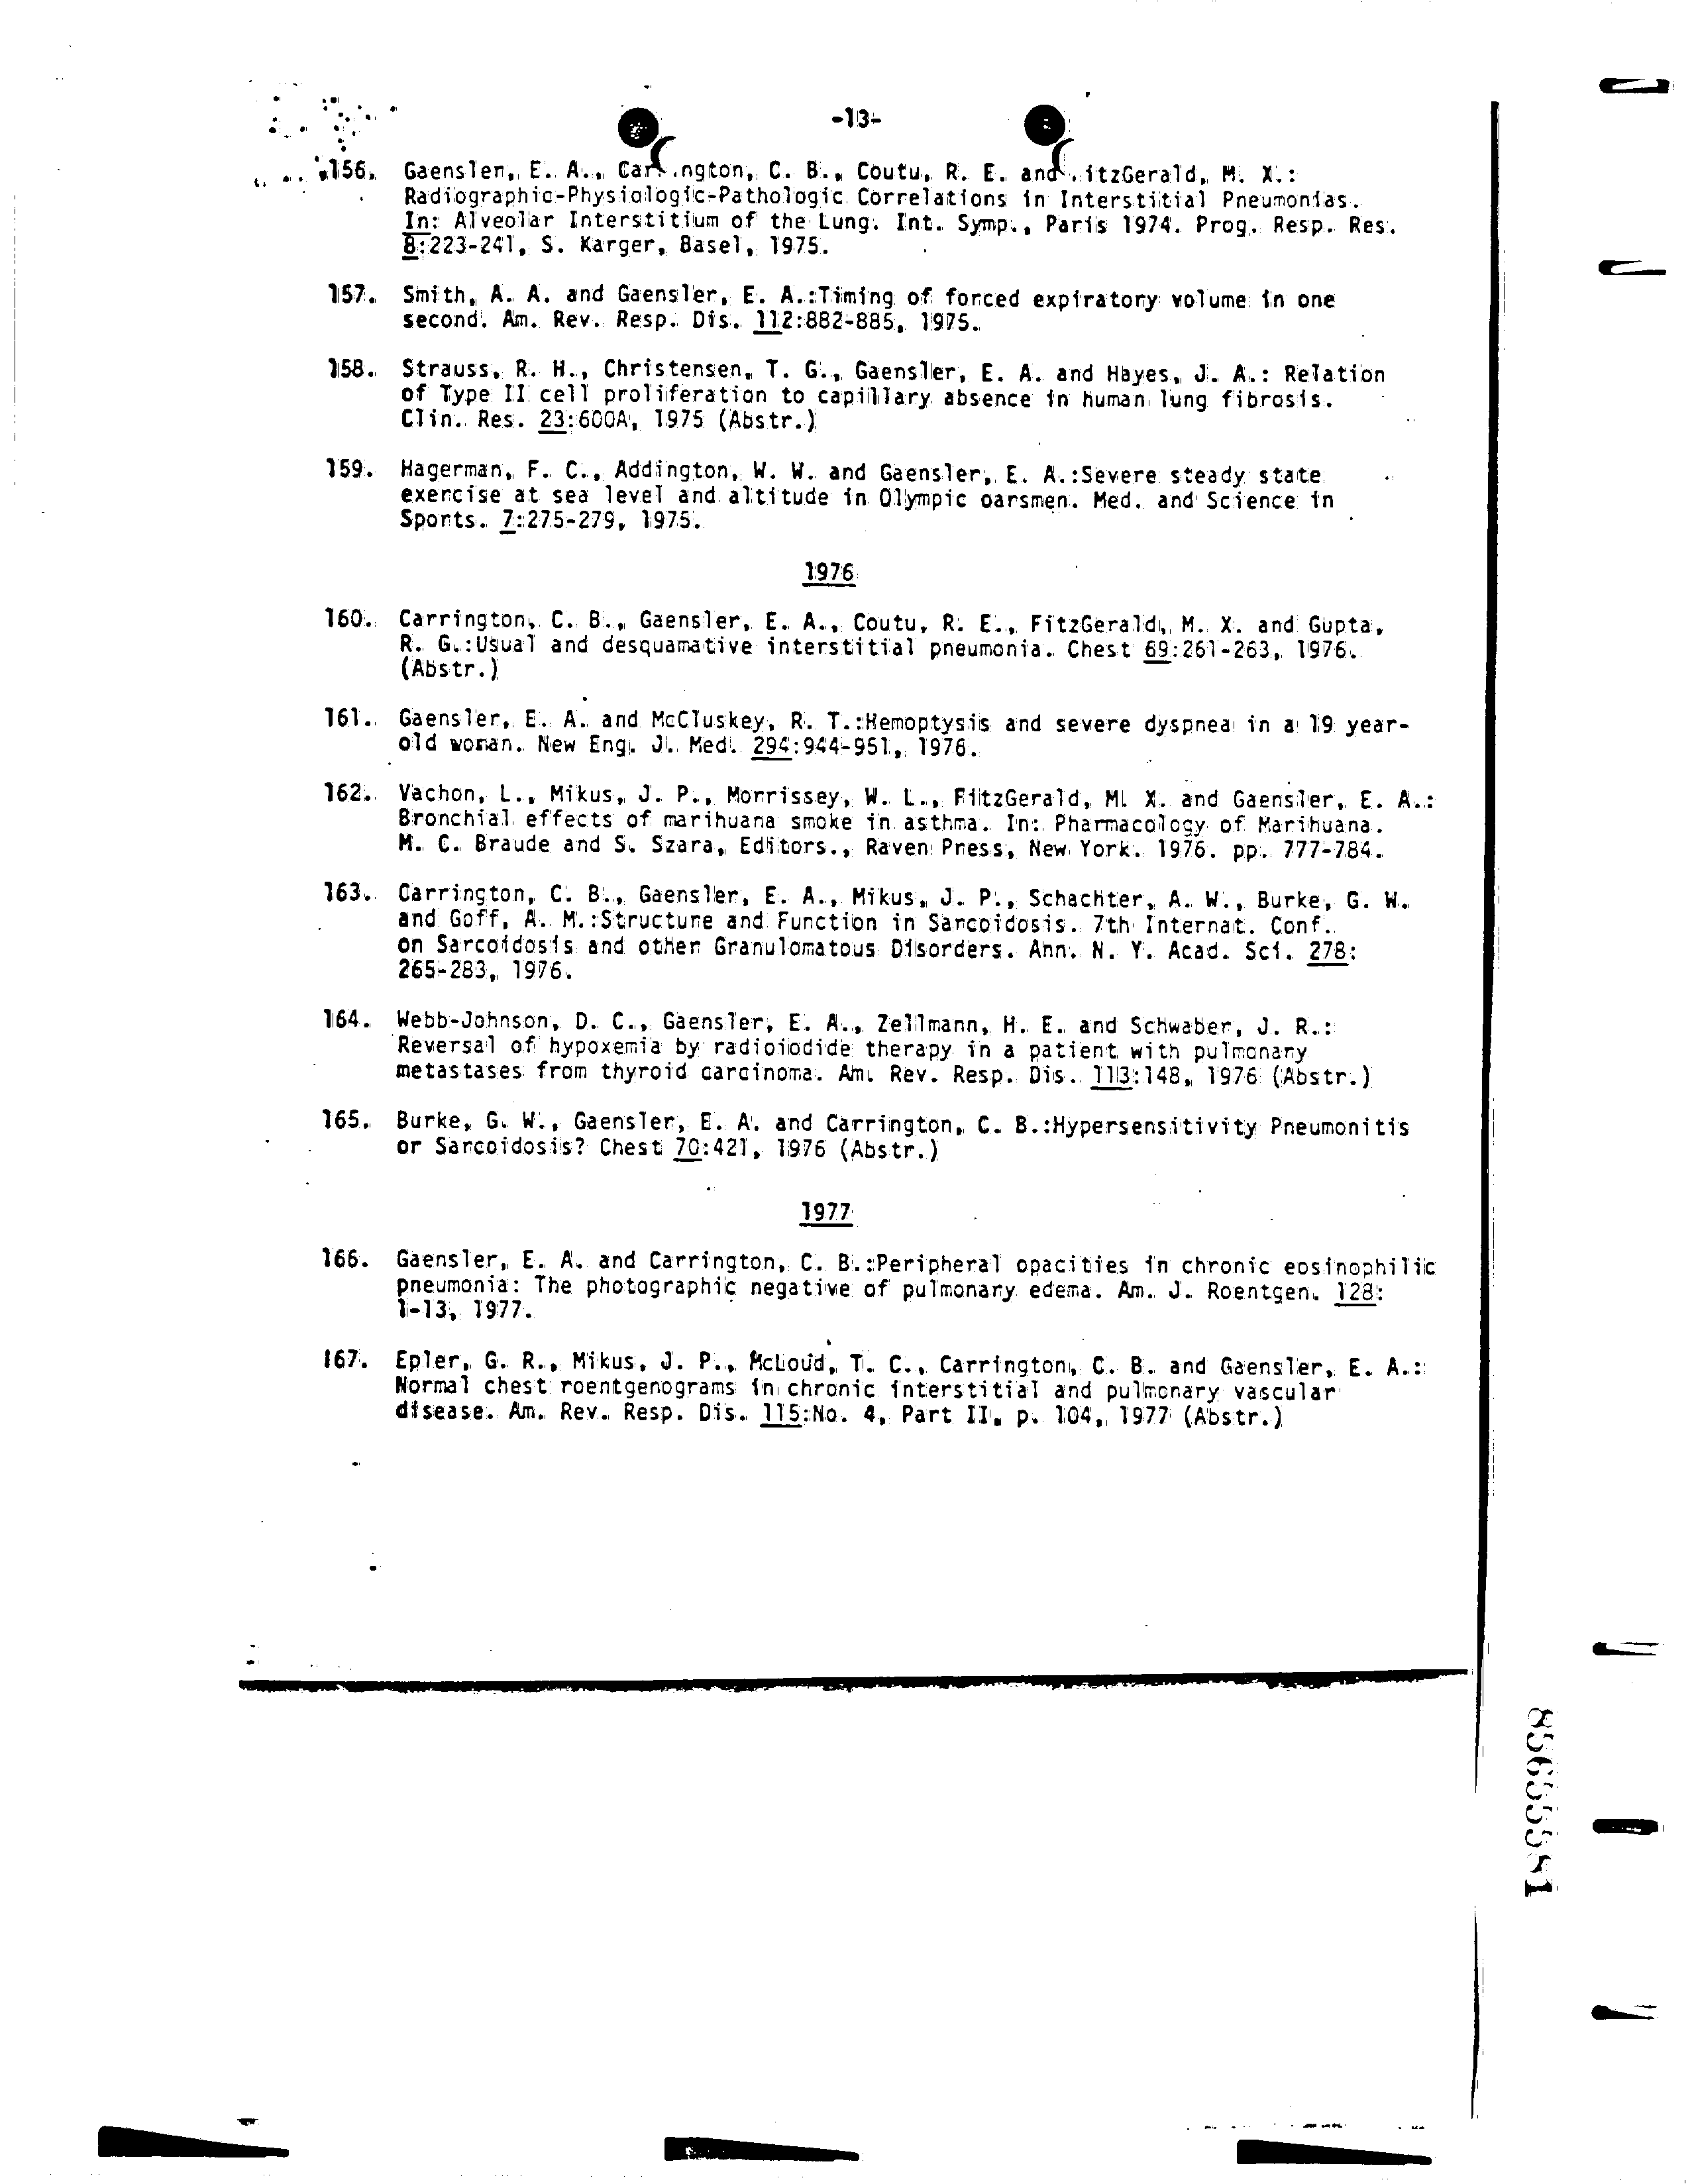 -13-
156. Gaensler, E. A., Car ngton, C. B., Coutu, R. E. and itzGerald, M. X.:
Radiographic-Physiologic-Pathologic Correlations in Interstitial Pneumonias.
In: Alveolar Interstitium of the Lung. Int. Symp., Paris 1974. Prog. Resp. Res.
8:223-241, S. Karger, Basel, 1975.
157. Smith, A. A. and Gaensler, E. A.:Timing of forced expiratory volume in one
second. Am. Rev. Resp. Dis. 112:882-885, 1975.
158. Strauss, R. H., Christensen, T. G., Gaensler, E. A. and Hayes, J. A.: Relation
of Type II cell proliferation to capillary absence in human lung fibrosis.
Clin. Res. 23:600A, 1975 (Abstr.)
159. Hagerman, F. C., Addington, W. W. and Gaensler, E. A.:Severe steady state
exercise at sea level and altitude in Olympic oarsmen. Med. and Science in
Sports. 7:275-279, 1975.
1976
160. Carrington, C. B., Gaensler, E. A., Coutu, R. E., FitzGerald, M. X. and Gupta,
R. G.:Usual and desquamative interstitial pneumonia. Chest 69:261-263, 1976.
(Abstr.)
161. Gaensler, E. A. and McCluskey, R. T.:Hemoptysis and severe dyspnea in a 19 year-
old woman. New Eng. J. Med. 294:944-951, 1976.
162. Vachon, L., Mikus, J. P., Morrissey, W. L., FitzGerald, M. X. and Gaensler, E. A.:
Bronchial effects of marihuana smoke in asthma. In: Pharmacology of Marihuana.
M. C. Braude and S. Szara, Editors., Raven Press, New York. 1976. pp. 777-784.
163. Carrington, C. B., Gaensler, E. A., Mikus, J. P., Schachter, A. W., Burke, G. W.
and Goff, A. M.:Structure and Function in Sarcoidosis. 7th Internat. Conf.
on Sarcoidosis and other Granulomatous Disorders. Ann. N. Y. Acad. Sci. 278:
265-283, 1976.
164. Webb-Johnson, D. C., Gaensler, E. A., Zellmann, H. E. and Schwaber, J. R.:
Reversal of hypoxemia by radioiodide therapy in a patient with pulmonary
metastases from thyroid carcinoma. Am. Rev. Resp. Dis. 113:148, 1976 (Abstr.)
165. Burke, G. W., Gaensler, E. A. and Carrington, C. B.:Hypersensitivity Pneumonitis
or Sarcoidosis? Chest 70:421, 1976 (Abstr.)
1977
166. Gaensler, E. A. and Carrington, C. B.:Peripheral opacities in chronic eosinophilic
pneumonia: The photographic negative of pulmonary edema. Am. J. Roentgen. 128:
1-13, 1977.
167. Epler, G. R., Mikus, J. P., McLoud, T. C., Carrington, C. B. and Gaensler, E. A.:
Normal chest roentgenograms in chronic interstitial and pulmonary vascular
disease. Am. Rev. Resp. Dis. 115:No. 4, Part II, p. 104, 1977 (Abstr.)
85655581